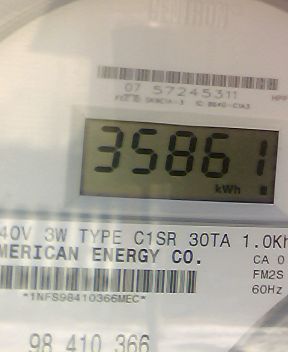 07 57245311
35861
kWh
40V 3W TYPE C1SR 30TA 1.0Kh
MERICAN ENERGY CO.
CA 0
FM2S
60Hz
*1NFS98410366MEC*
98 410 366